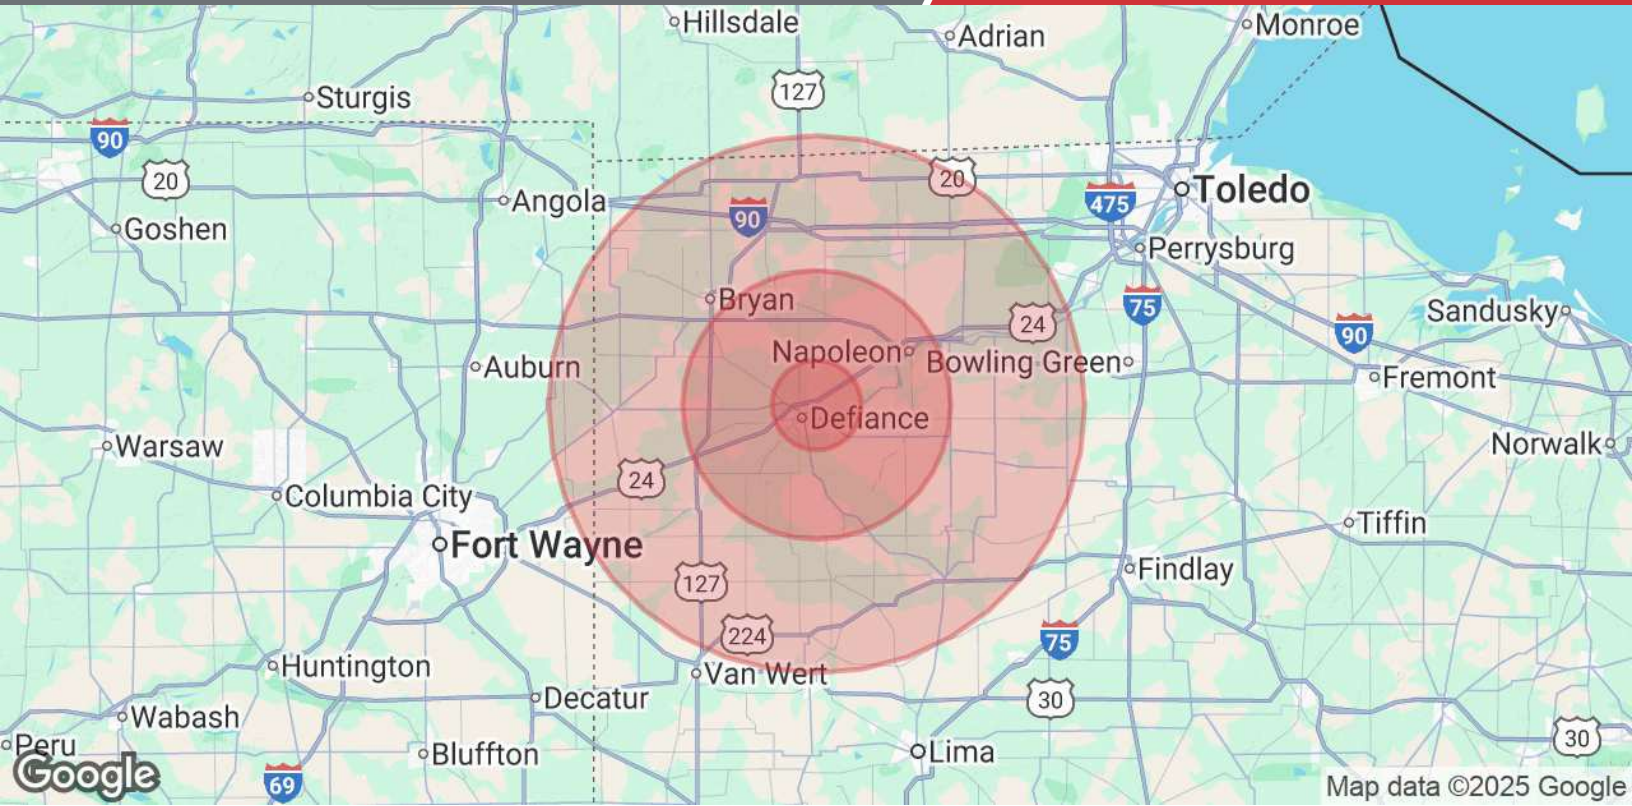 Hillsdale
Adrian
Monroe
127
Sturgis
90
20
20
Angola
475
Toledo
Goshen
90
Perrysburg
Bryan
75
24
Sandusky
90
Napoleon
Bowling Green
Auburn
Fremont
Defiance
Warsaw
Norwalk
24
Columbia City
Tiffin
Fort Wayne
Findlay
127
224
75
Huntington
Van Wert
Decatur
30
Wabash
30
Peru
Bluffton
Lima
Google
69
Map data ©2025 Google